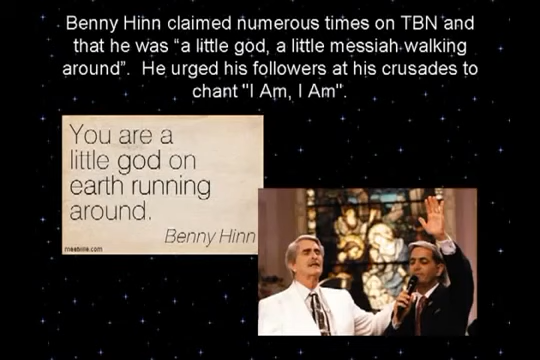 Benny Hinn claimed numerous times on TBN and
that he was “a little god, a little messiah walking
around”.  He urged his followers at his crusades to
chant "I Am, I Am".
You are a
little god on
earth running
around.
Benny Hinn
meetville.com